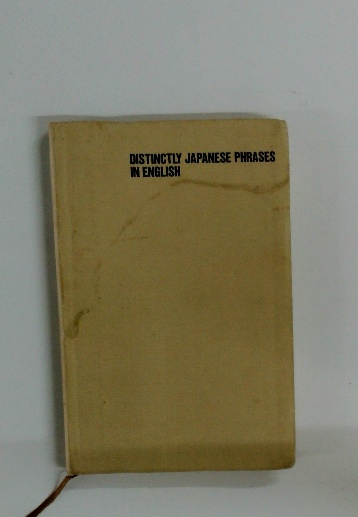 DISTINCTLY JAPANESE PHRASES
IN ENGLISH